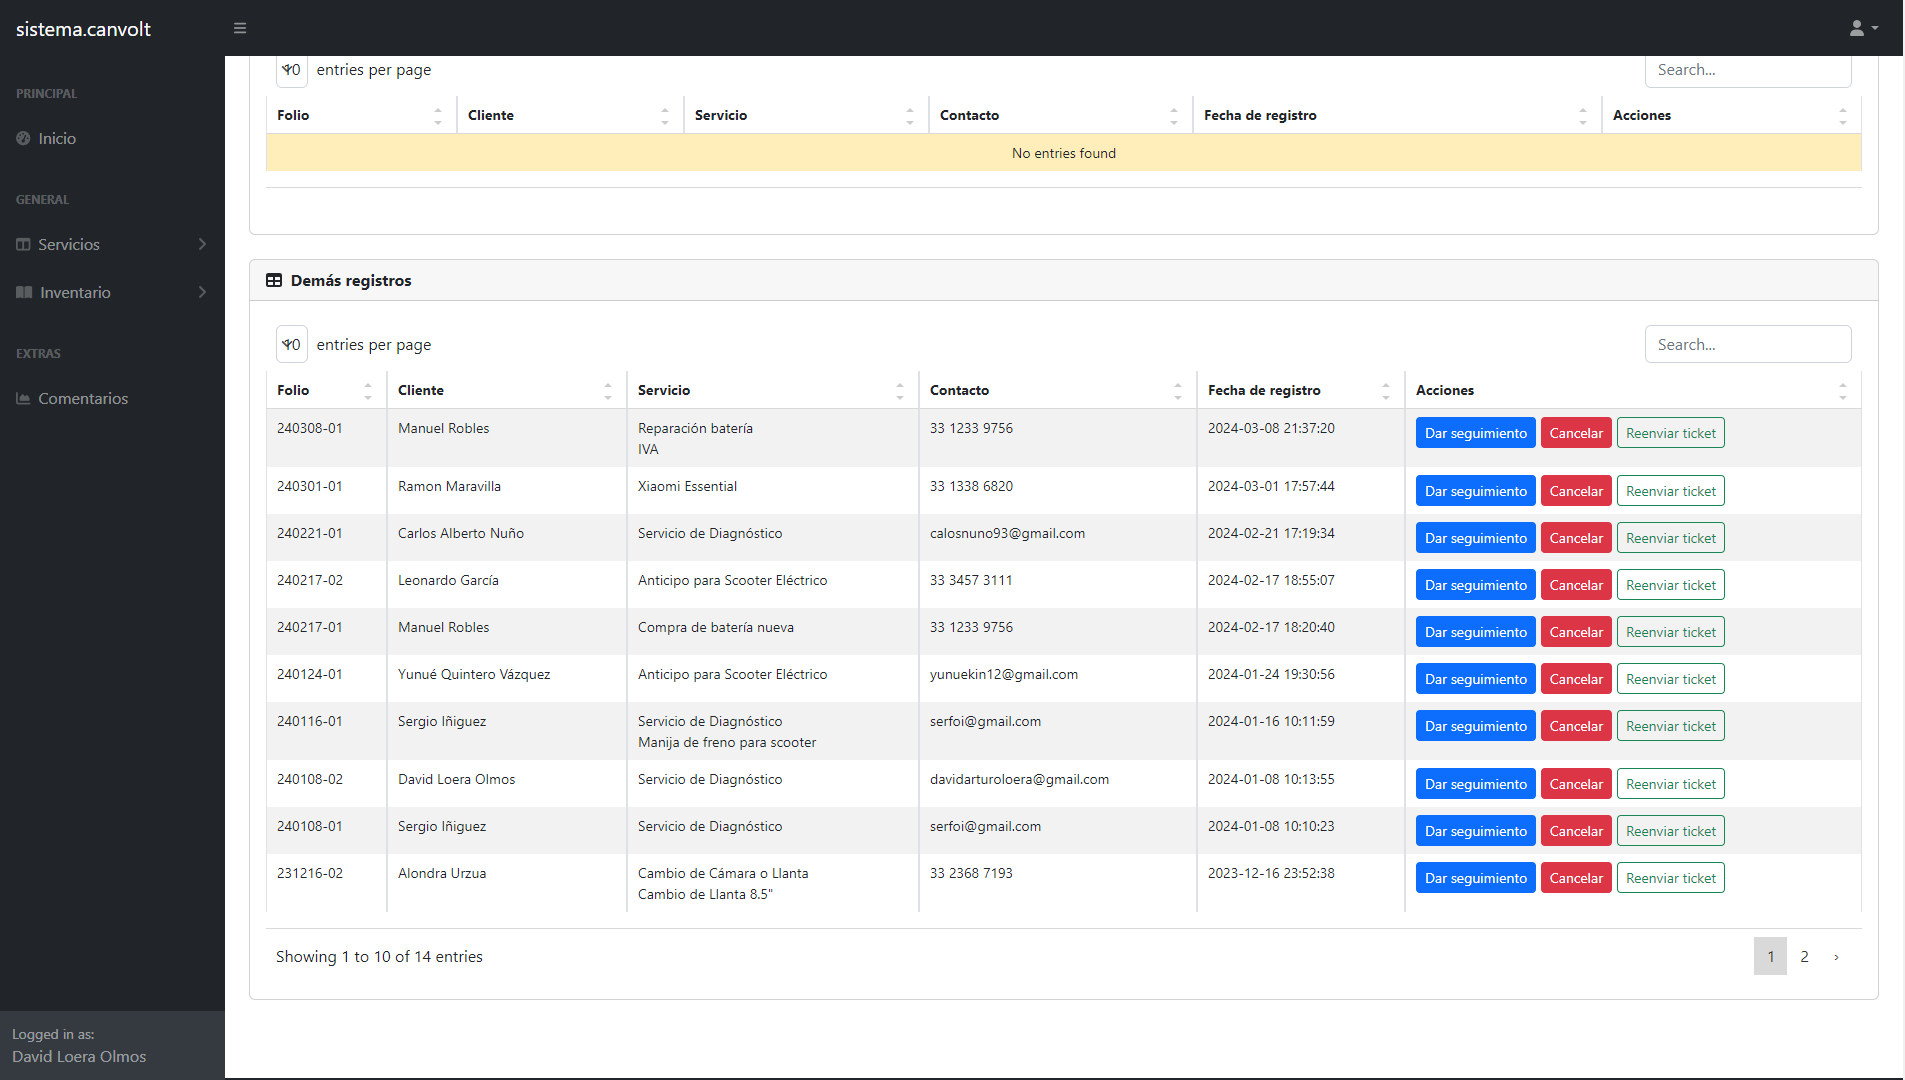 sistema.canvolt
PRINCIPAL
Inicio
GENERAL
Servicios
Inventario
EXTRAS
Comentarios
Logged in as:
David Loera Olmos
entries per page
Search...
Folio Cliente Servicio Contacto Fecha de registro Acciones
No entries found
Demás registros
entries per page
Search...
Folio Cliente Servicio Contacto Fecha de registro Acciones
240308-01 Manuel Robles Reparación batería 33 1233 9756 2024-03-08 21:37:20 Dar seguimiento Cancelar Reenviar ticket
IVA
240301-01 Ramon Maravilla Xiaomi Essential 33 1338 6820 2024-03-01 17:57:44 Dar seguimiento Cancelar Reenviar ticket
240221-01 Carlos Alberto Nuño Servicio de Diagnóstico calosnuno93@gmail.com 2024-02-21 17:19:34 Dar seguimiento Cancelar Reenviar ticket
240217-02 Leonardo García Anticipo para Scooter Eléctrico 33 3457 3111 2024-02-17 18:55:07 Dar seguimiento Cancelar Reenviar ticket
240217-01 Manuel Robles Compra de batería nueva 33 1233 9756 2024-02-17 18:20:40 Dar seguimiento Cancelar Reenviar ticket
240124-01 Yunué Quintero Vázquez Anticipo para Scooter Eléctrico yunuekin12@gmail.com 2024-01-24 19:30:56 Dar seguimiento Cancelar Reenviar ticket
240116-01 Sergio Iñiguez Servicio de Diagnóstico serfoi@gmail.com 2024-01-16 10:11:59 Dar seguimiento Cancelar Reenviar ticket
Manija de freno para scooter
240108-02 David Loera Olmos Servicio de Diagnóstico davidarturoloera@gmail.com 2024-01-08 10:13:55 Dar seguimiento Cancelar Reenviar ticket
240108-01 Sergio Iñiguez Servicio de Diagnóstico serfoi@gmail.com 2024-01-08 10:10:23 Dar seguimiento Cancelar Reenviar ticket
231216-02 Alondra Urzua Cambio de Cámara o Llanta 33 2368 7193 2023-12-16 23:52:38 Dar seguimiento Cancelar Reenviar ticket
Cambio de Llanta 8.5"
Showing 1 to 10 of 14 entries 1 2 ›